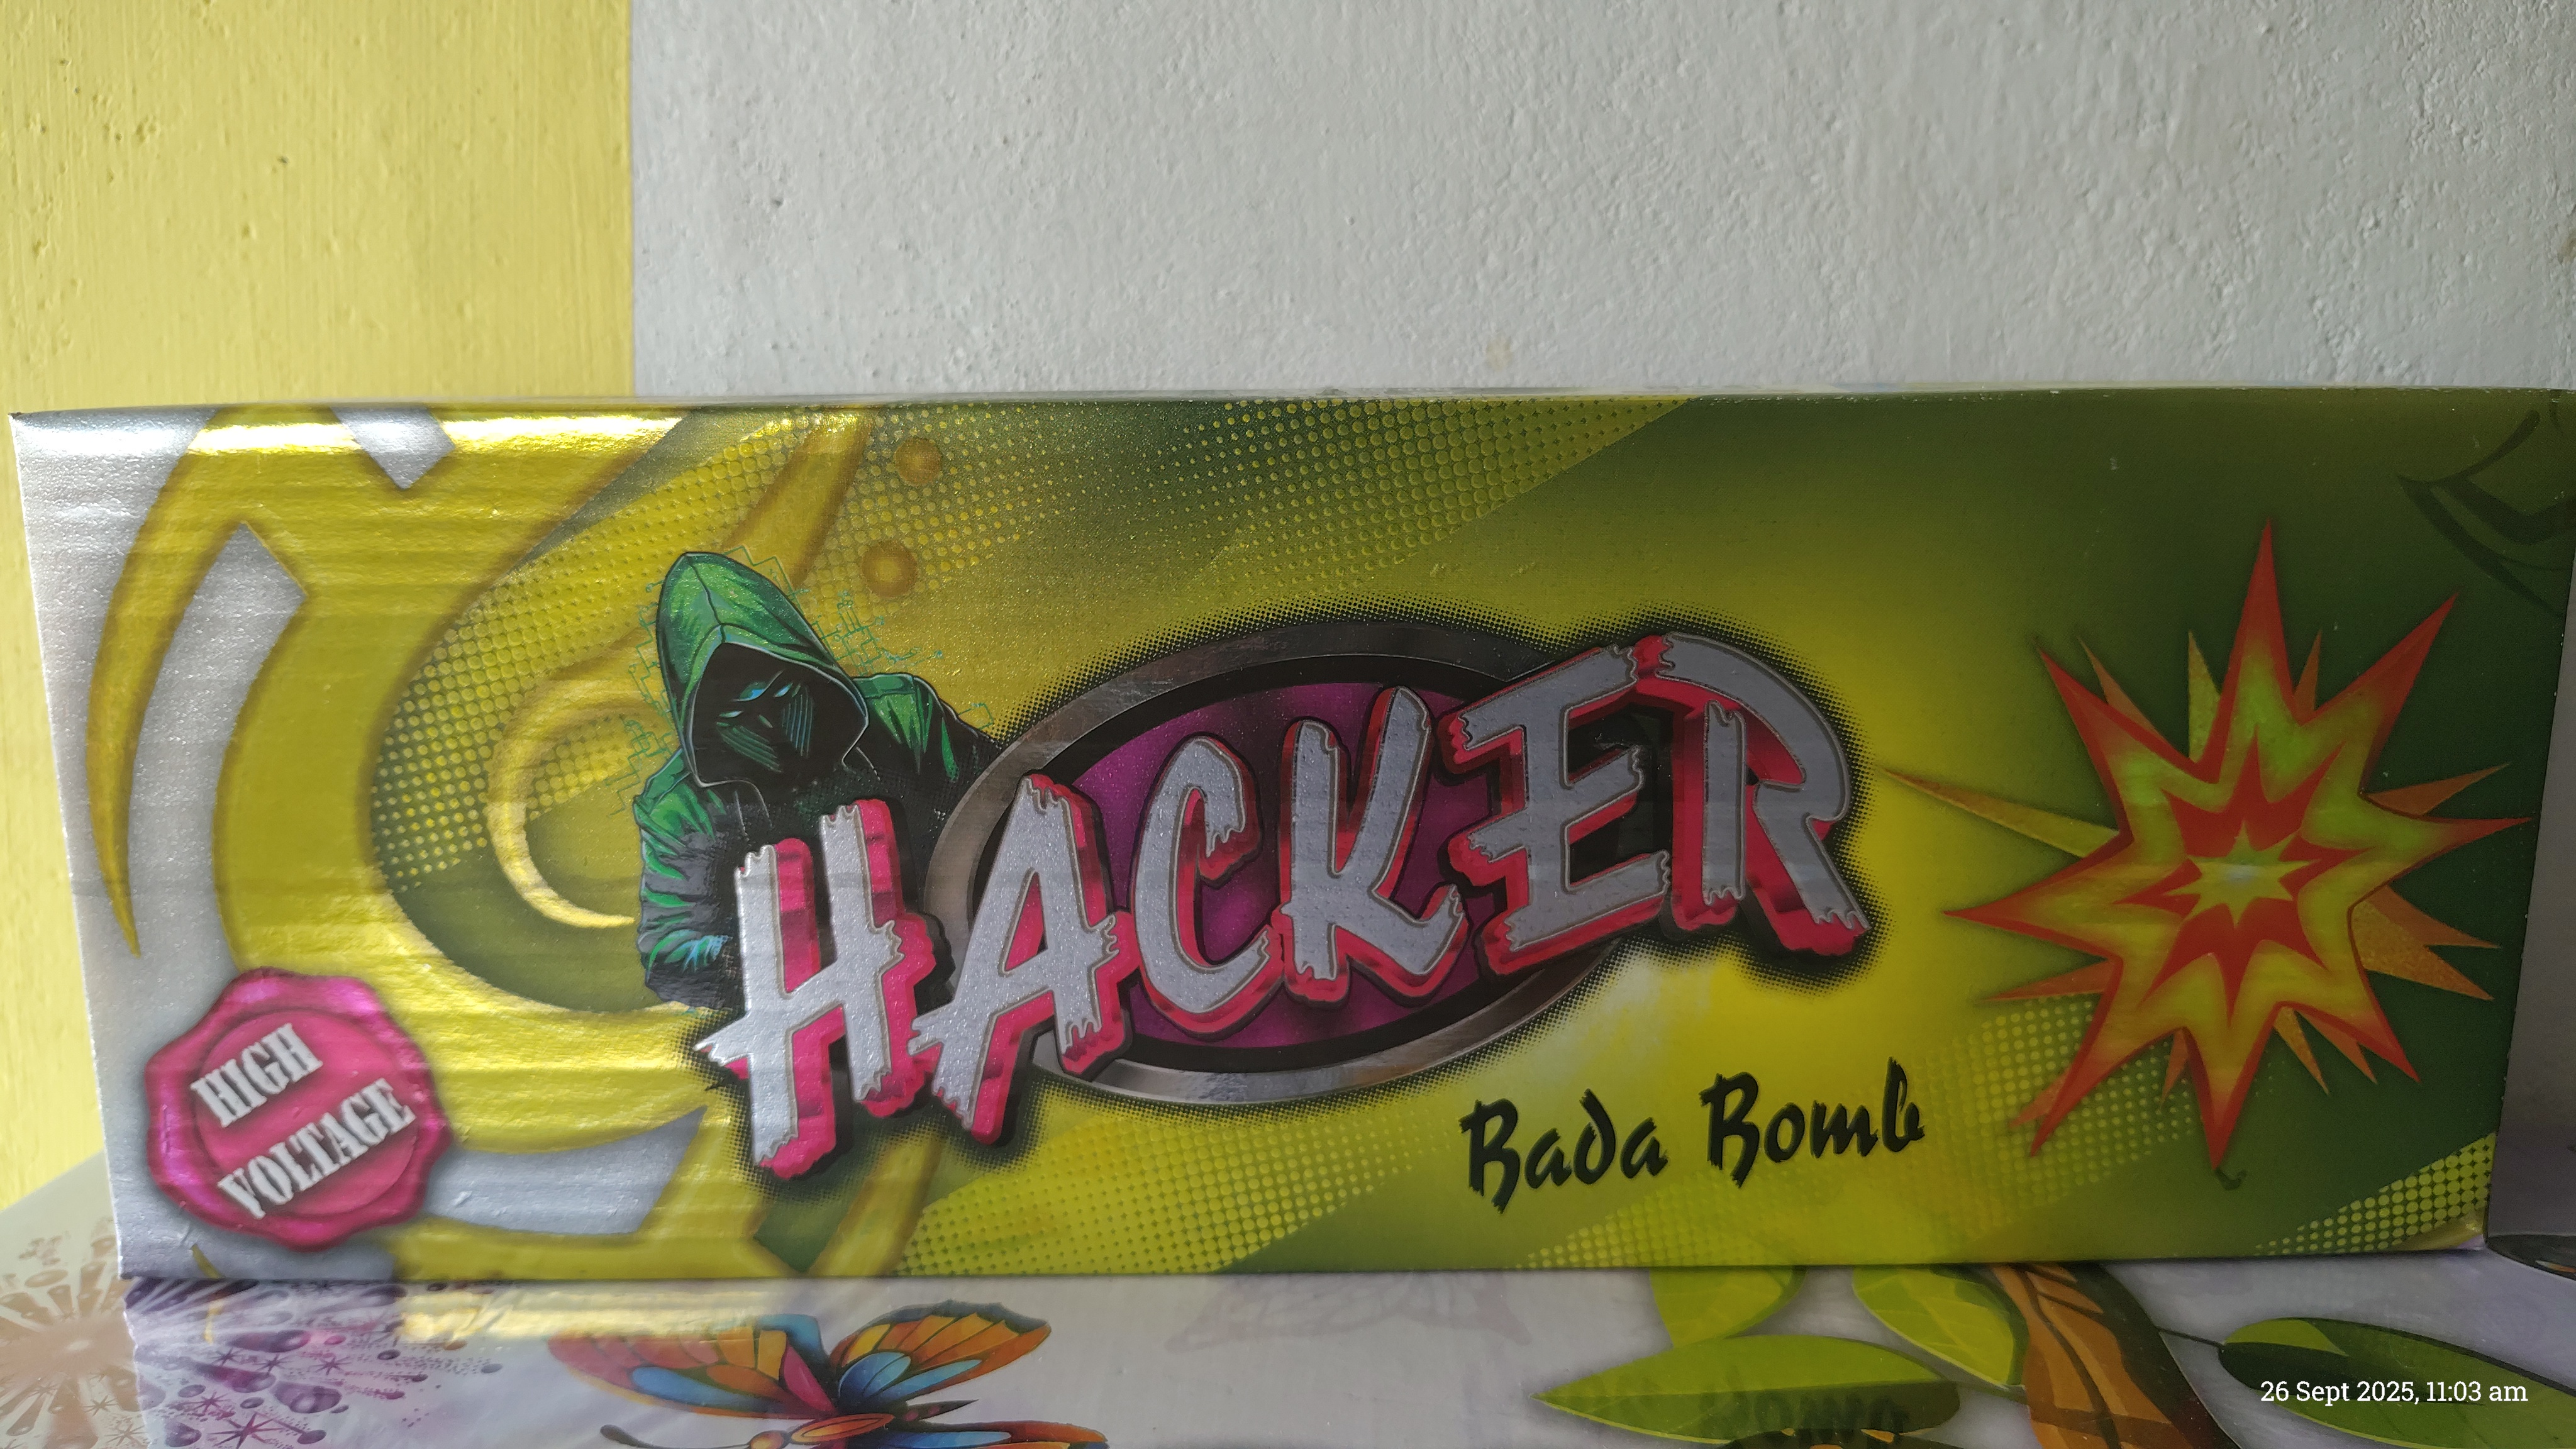 HACKER
Bada Bomb
HIGH
VOLTAGE
26 Sept 2025, 11:03 am